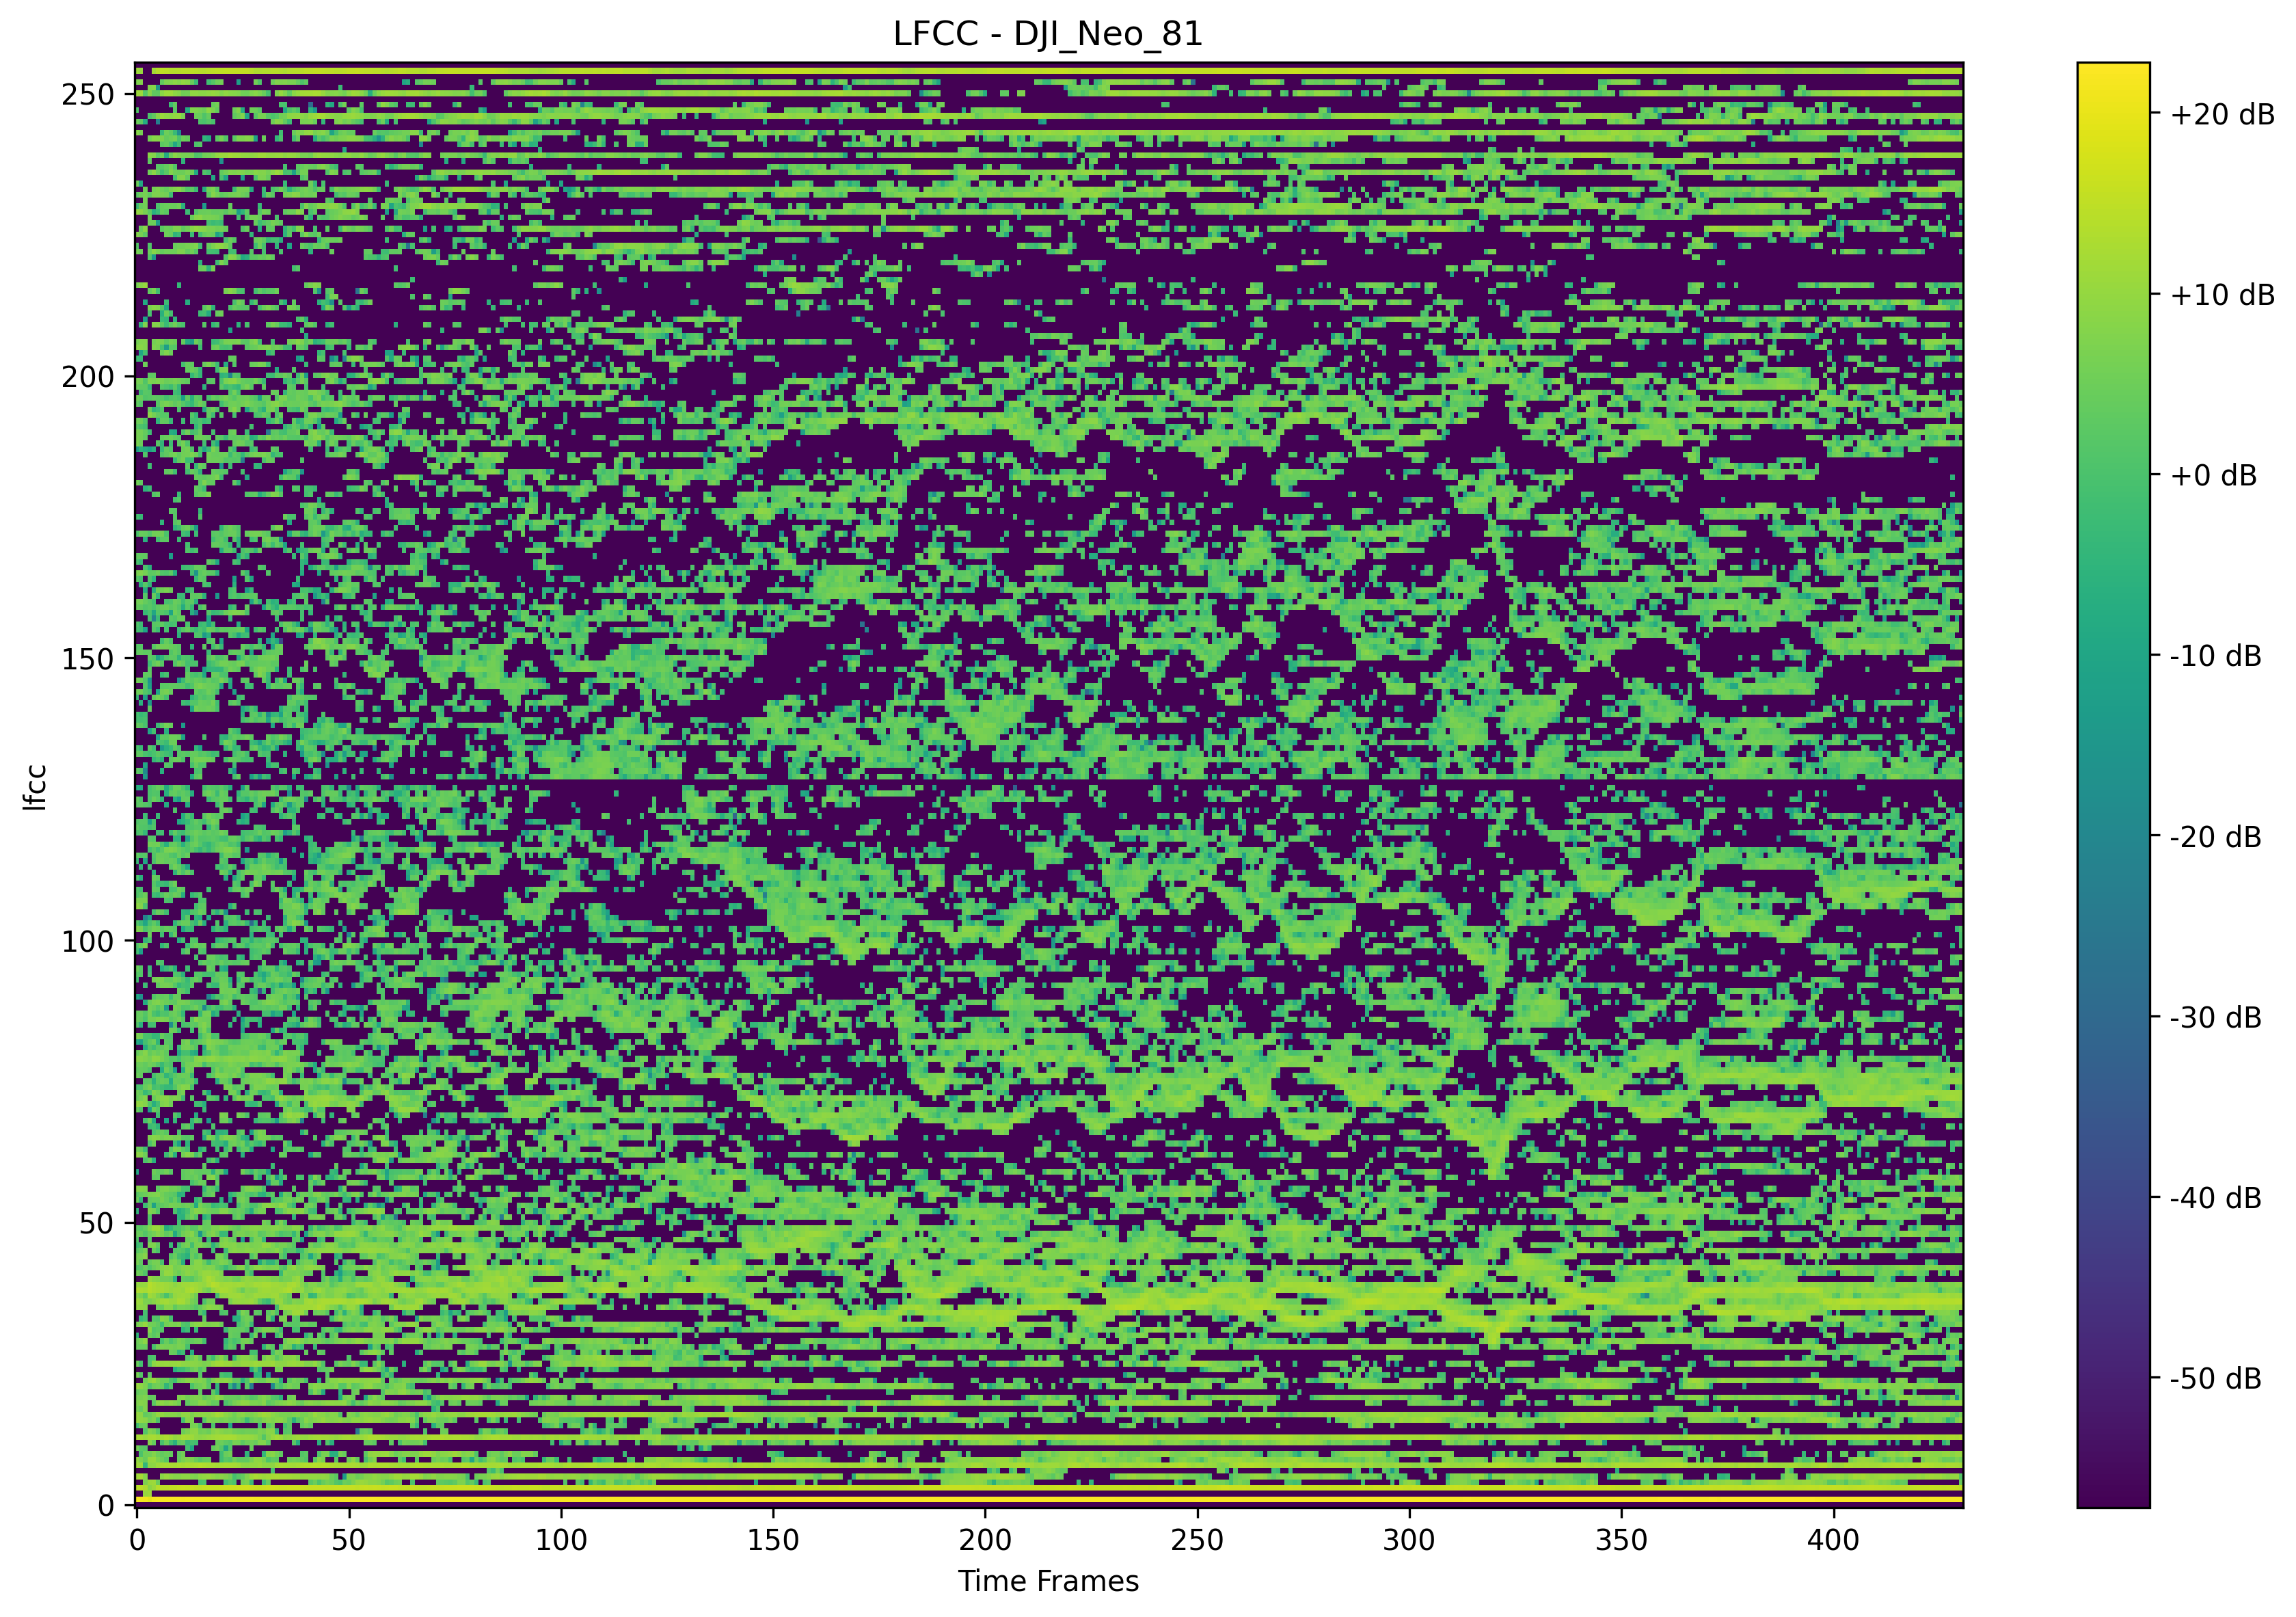 LFCC - DJI_Neo_81
250
200
150
100
50
0
lfcc
0 50 100 150 200 250 300 350 400
Time Frames
+20 dB
+10 dB
+0 dB
-10 dB
-20 dB
-30 dB
-40 dB
-50 dB